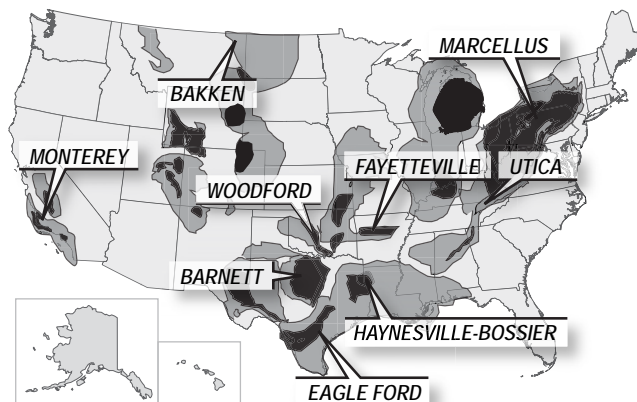 MARCELLUS
BAKKEN
MONTEREY
FAYETTEVILLE
UTICA
WOODFORD
BARNETT
HAYNESVILLE-BOSSIER
EAGLE FORD